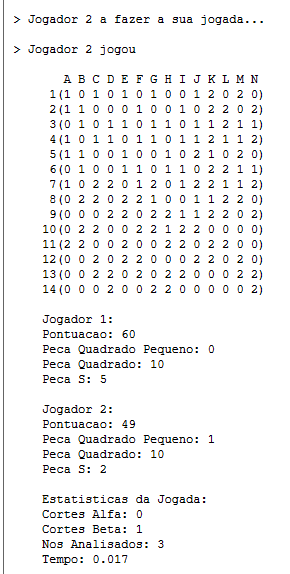 > Jogador 2 a fazer a sua jogada...
> Jogador 2 jogou
A B C D E F G H I J K L M N
1(1 0 1 0 1 0 1 0 0 1 2 0 2 0)
2(1 1 0 0 0 1 0 0 1 0 2 2 0 2)
3(0 1 0 1 1 0 1 1 0 1 1 2 1 1)
4(1 0 1 1 0 1 1 0 1 1 2 1 1 2)
5(1 1 0 0 1 0 0 1 0 2 1 0 2 0)
6(0 1 0 0 1 1 0 1 1 0 2 2 1 1)
7(1 0 2 2 0 1 2 0 1 2 2 1 1 2)
8(0 2 2 0 2 2 1 0 0 1 1 2 2 0)
9(0 0 0 2 2 0 2 2 1 1 2 2 0 2)
10(0 2 2 0 0 2 2 1 2 2 0 0 0 0)
11(2 2 0 0 2 0 0 2 2 0 2 2 0 0)
12(0 0 2 0 2 2 0 0 0 2 2 0 2 0)
13(0 0 2 2 0 2 0 2 2 0 0 0 2 2)
14(0 0 0 2 0 0 2 2 0 0 0 0 0 2)
Jogador 1:
Pontuacao: 60
Peca Quadrado Pequeno: 0
Peca Quadrado: 10
Peca S: 5
Jogador 2:
Pontuacao: 49
Peca Quadrado Pequeno: 1
Peca Quadrado: 10
Peca S: 2
Estatisticas da Jogada:
Cortes Alfa: 0
Cortes Beta: 1
Nos Analisados: 3
Tempo: 0.017